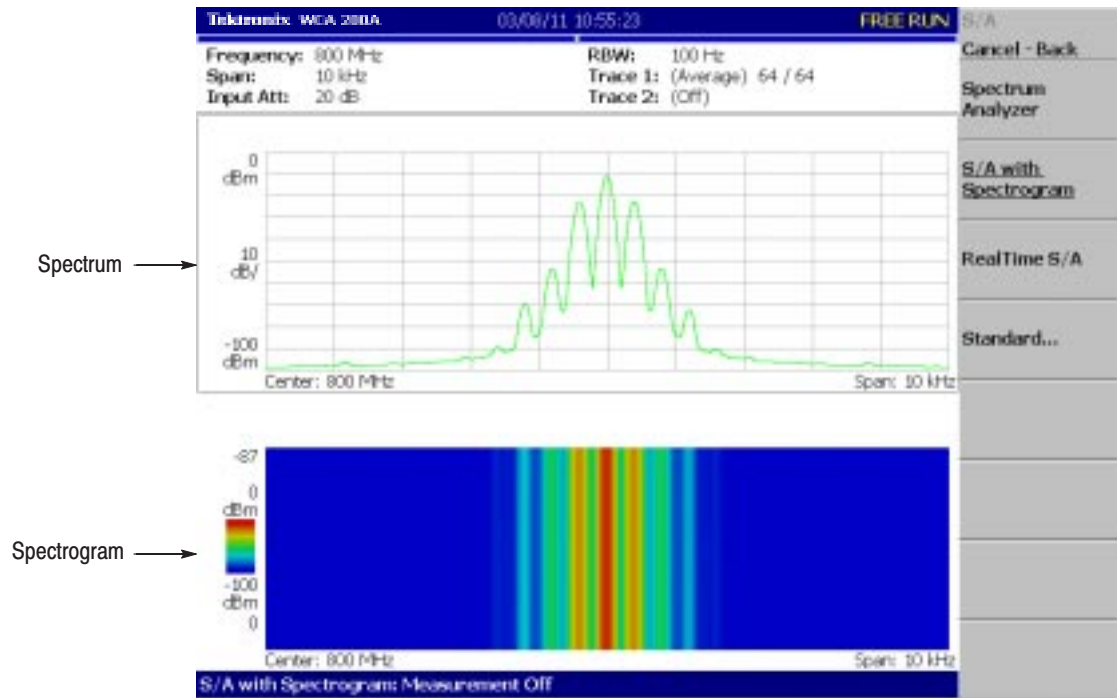 Tektronix WCA 200A 03/08/11 10:55:23 FREE RUN
S/A
Cancel - Back
Frequency: 800 MHz
Span: 10 kHz
Input Att: 20 dB
RBW: 100 Hz
Trace 1: (Average) 64 / 64
Trace 2: (Off)
Spectrum
Analyzer
S/A with
Spectrogram
RealTime S/A
Standard...
0
dBm
Spectrum
10
dB/
-100
dBm
Center: 800 MHz
Span: 10 kHz
-87
0
dBm
Spectrogram
-100
dBm
0
Center: 800 MHz
Span: 10 kHz
S/A with Spectrogram: Measurement Off